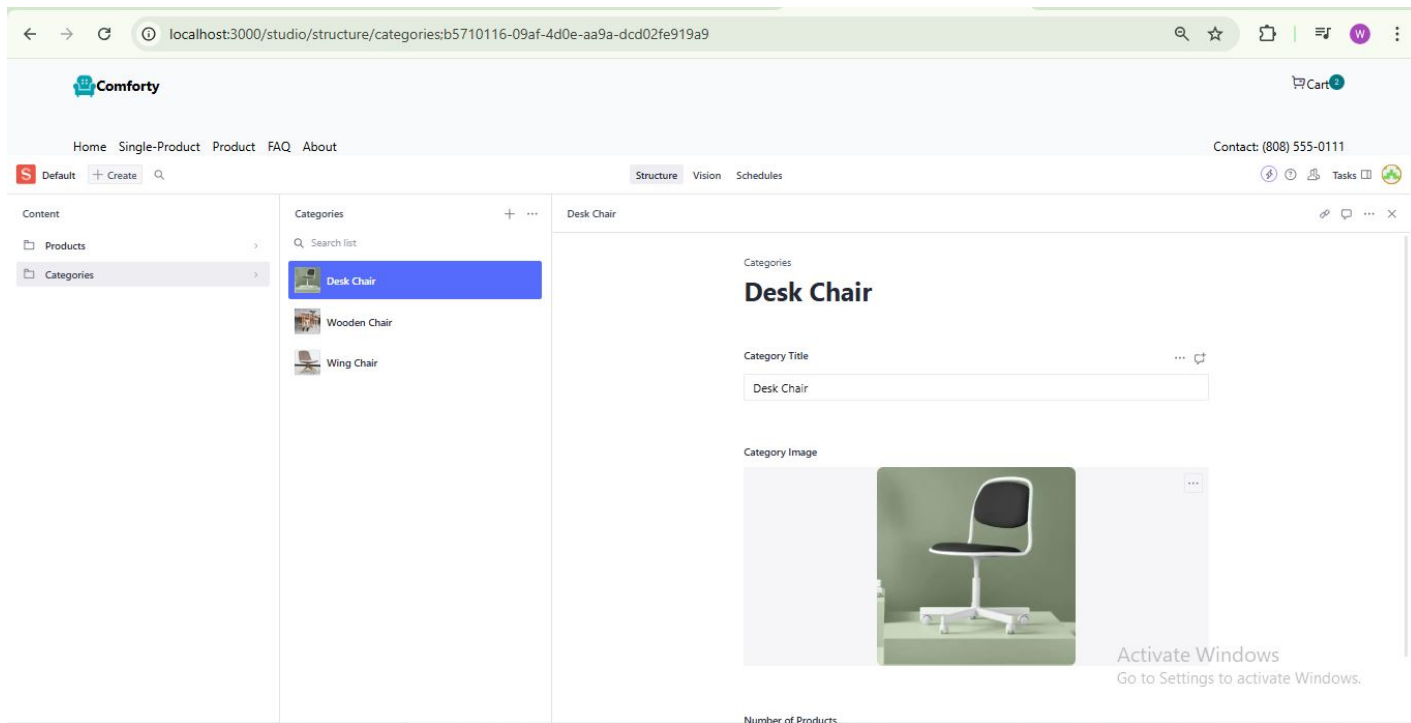 localhost:3000/studio/structure/categories;b5710116-09af-4d0e-aa9a-dcd02fe919a9
W
Comforty
Cart 2
Home Single-Product Product FAQ About
Contact: (808) 555-0111
S Default + Create
Structure Vision Schedules
Tasks
Content
Products
Categories
Categories
Search list
Desk Chair
Wooden Chair
Wing Chair
Desk Chair
Categories
Desk Chair
Category Title
Desk Chair
Category Image
Activate Windows
Go to Settings to activate Windows.
Number of Products